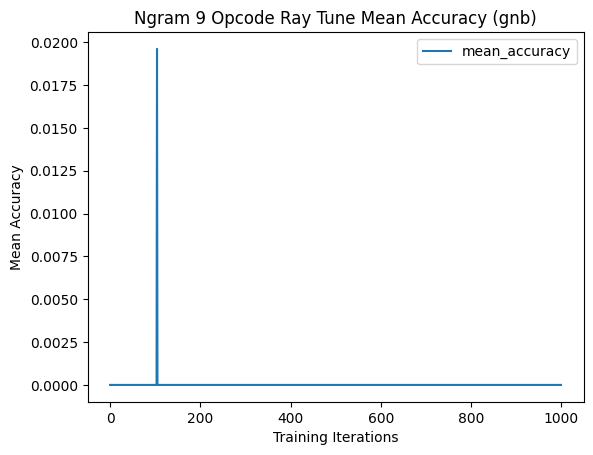 Ngram 9 Opcode Ray Tune Mean Accuracy (gnb)
mean_accuracy
Mean Accuracy
0.0200
0.0175
0.0150
0.0125
0.0100
0.0075
0.0050
0.0025
0.0000
0 200 400 600 800 1000
Training Iterations